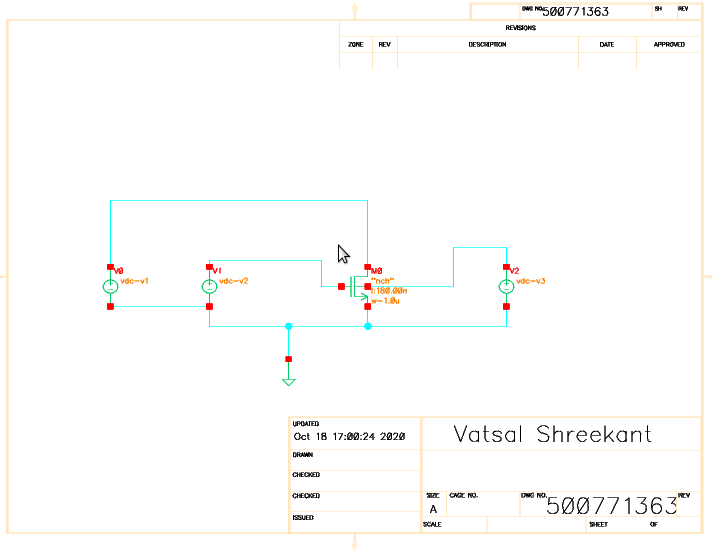 DWG NO. 500771363 SH REV
REVISIONS
ZONE REV DESCRIPTION DATE APPROVED
V0
vdc-v1
V1
vdc-v2
M0
"nch"
l:180.00n
w-1.0u
V2
vdc-v3
UPDATED
Oct 18 17:00:24 2020
DRAWN
CHECKED
CHECKED
ISSUED
Vatsal Shreekant
SIZE CAGE NO. DWG NO. 500771363 REV
A
SCALE SHEET OF